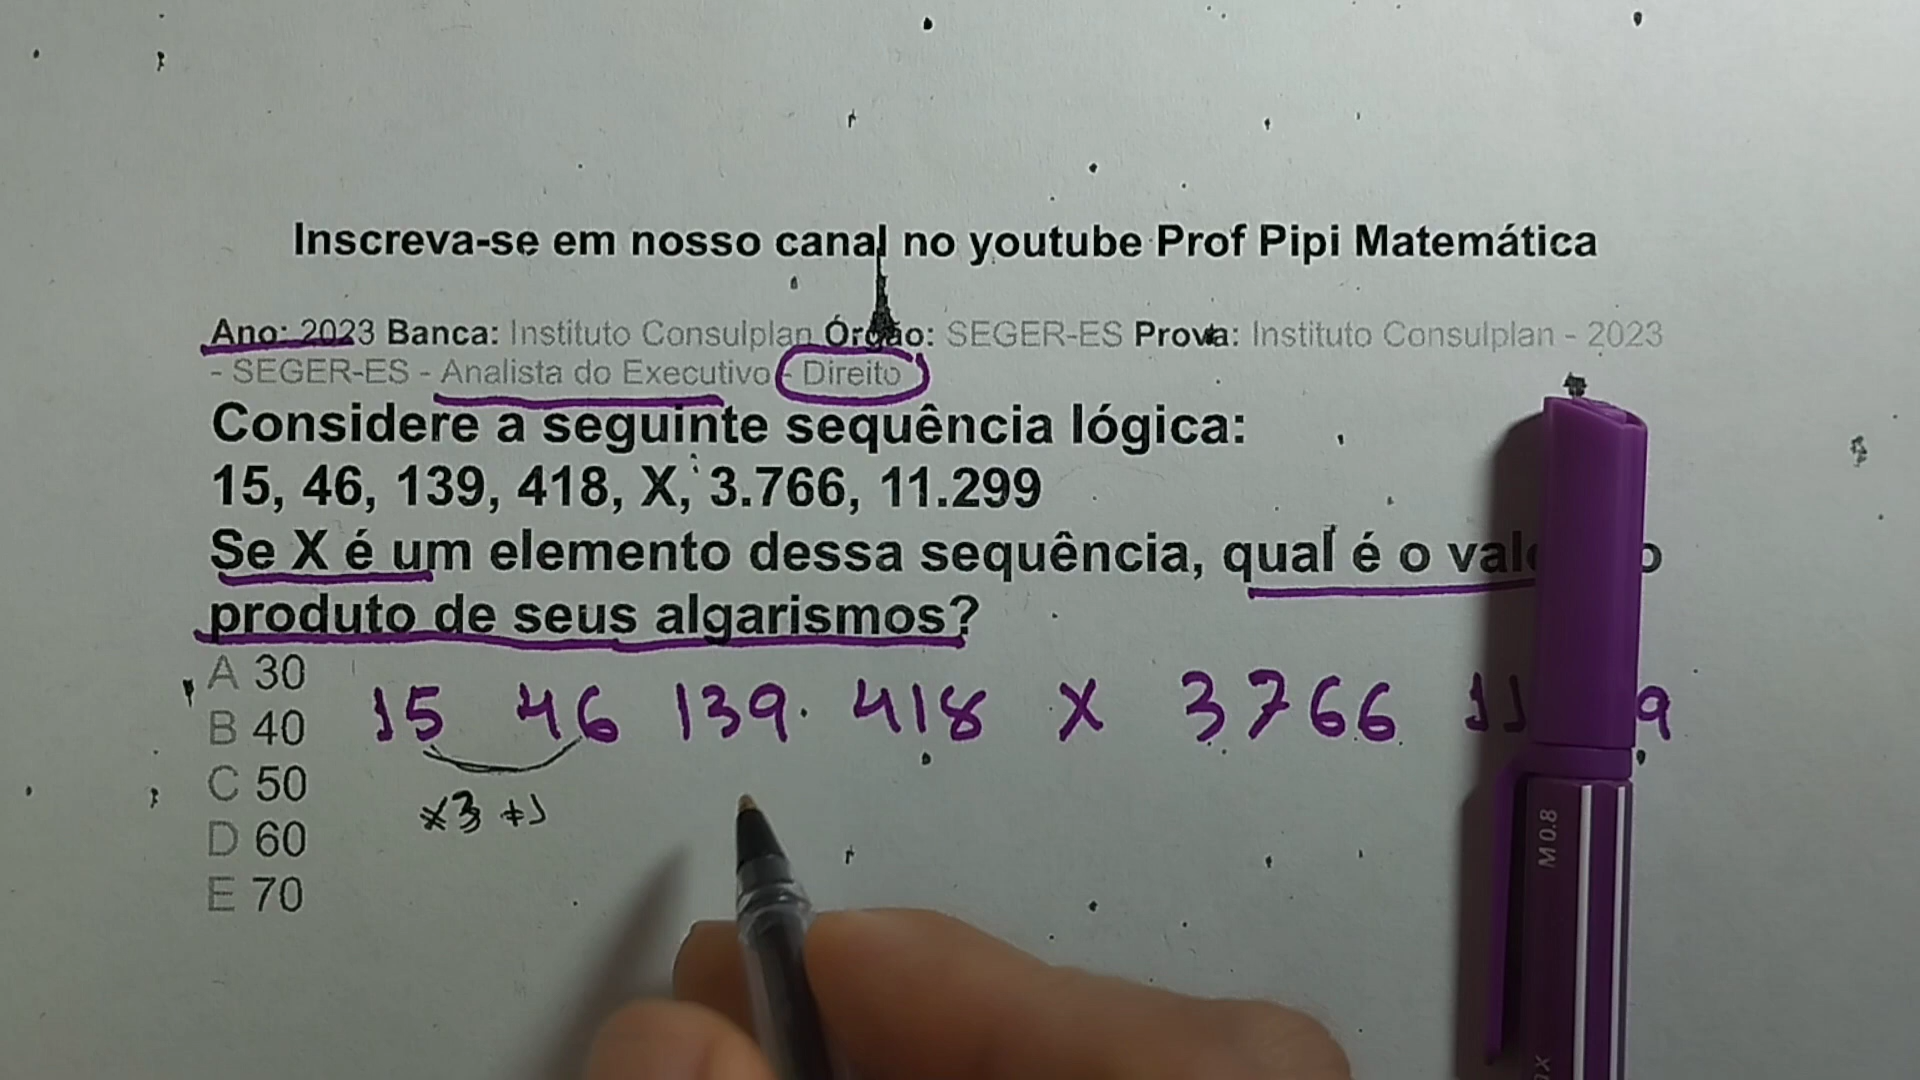 Inscreva-se em nosso canal no youtube Prof Pipi Matemática
Ano: 2023 Banca: Instituto Consulplan Órgão: SEGER-ES Prova: Instituto Consulplan - 2023
- SEGER-ES - Analista do Executivo - Direito
Considere a seguinte sequência lógica:
15, 46, 139, 418, X, 3.766, 11.299
Se X é um elemento dessa sequência, qual é o
produto de seus algarismos?
A 30
B 40
C 50
D 60
E 70
15 46 139 418 X 3766
x3 +1
M 0.8